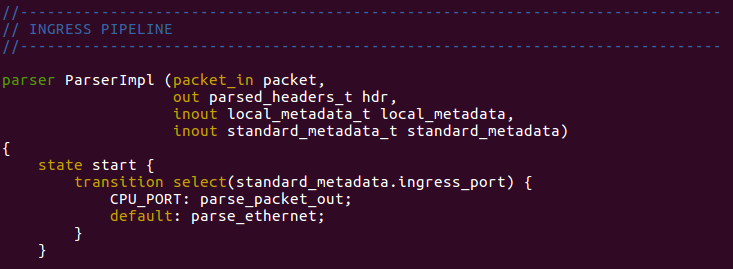 //------------------------------------------------------------------------------
// INGRESS PIPELINE
//------------------------------------------------------------------------------
parser ParserImpl (packet_in packet,
                   out parsed_headers_t hdr,
                   inout local_metadata_t local_metadata,
                   inout standard_metadata_t standard_metadata)
{
    state start {
        transition select(standard_metadata.ingress_port) {
            CPU_PORT: parse_packet_out;
            default: parse_ethernet;
        }
    }